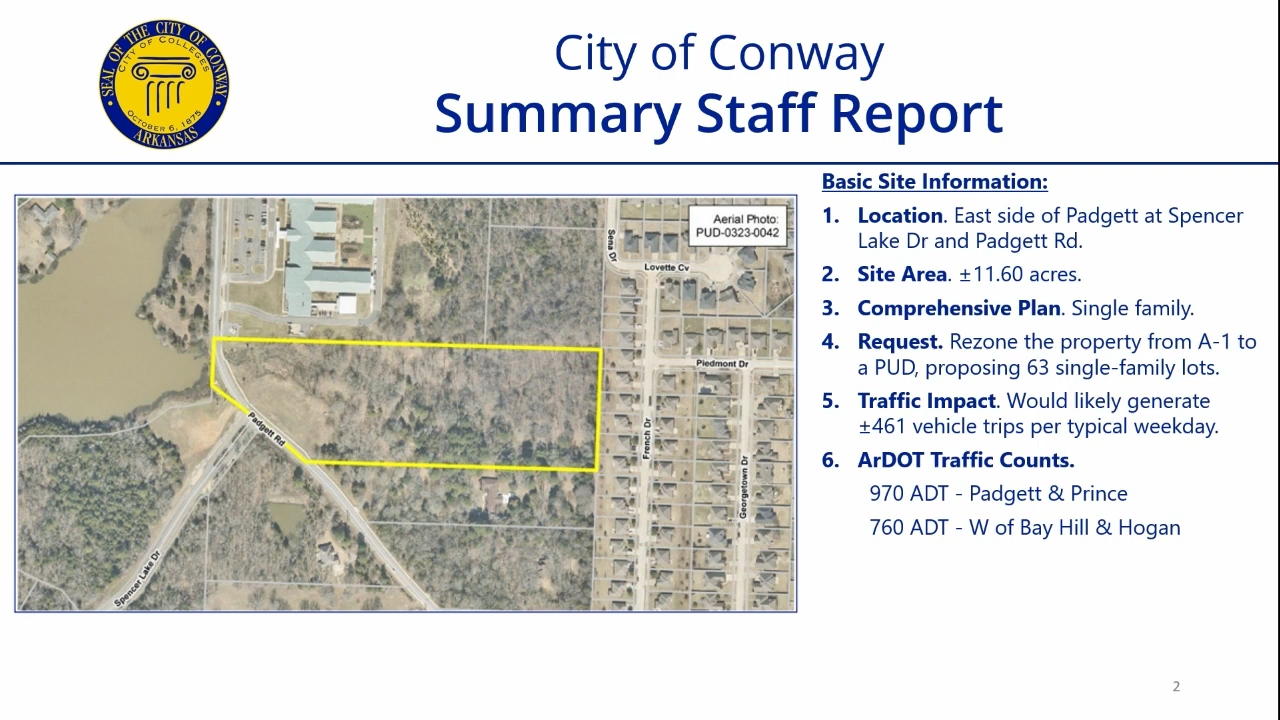 SEAL OF THE CITY OF CONWAY
CITY OF COLLEGES
OCTOBER 6, 1875
ARKANSAS
City of Conway
Summary Staff Report
Aerial Photo:
PUD-0323-0042
Sena Dr
Lovette Cv
Piedmont Dr
French Dr
Georgetown Dr
Padgett Rd
Spencer Lake Dr
Basic Site Information:
1. Location. East side of Padgett at Spencer
Lake Dr and Padgett Rd.
2. Site Area. ±11.60 acres.
3. Comprehensive Plan. Single family.
4. Request. Rezone the property from A-1 to
a PUD, proposing 63 single-family lots.
5. Traffic Impact. Would likely generate
±461 vehicle trips per typical weekday.
6. ArDOT Traffic Counts.
970 ADT - Padgett & Prince
760 ADT - W of Bay Hill & Hogan
2